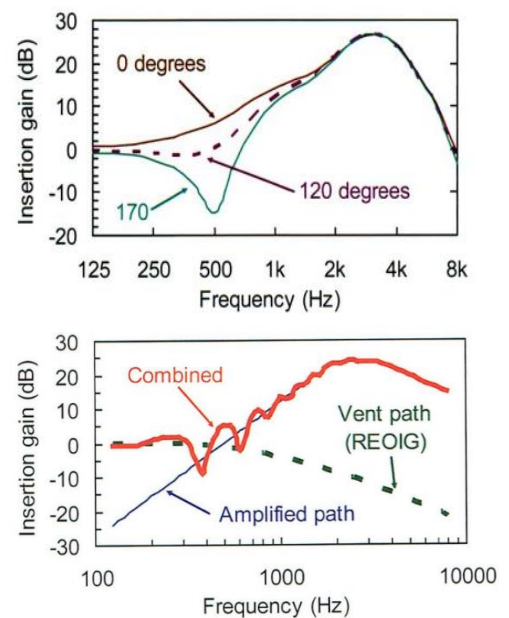 30
20
10
0
-10
-20
Insertion gain (dB)
0 degrees
120 degrees
170
125 250 500 1k 2k 4k 8k
Frequency (Hz)
30
20
10
0
-10
-20
-30
Insertion gain (dB)
Combined
Vent path
(REOIG)
Amplified path
100 1000 10000
Frequency (Hz)